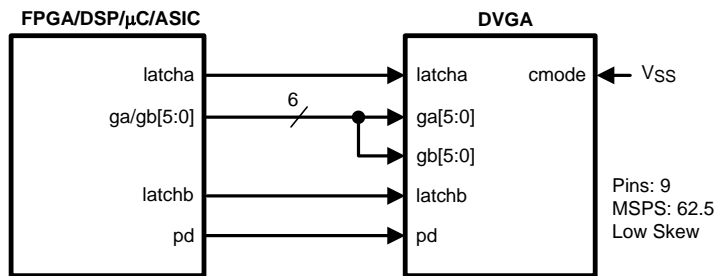 FPGA/DSP/μC/ASIC
DVGA
latcha
latcha
cmode
VSS
6
ga/gb[5:0]
ga[5:0]
gb[5:0]
latchb
latchb
pd
pd
Pins: 9
MSPS: 62.5
Low Skew